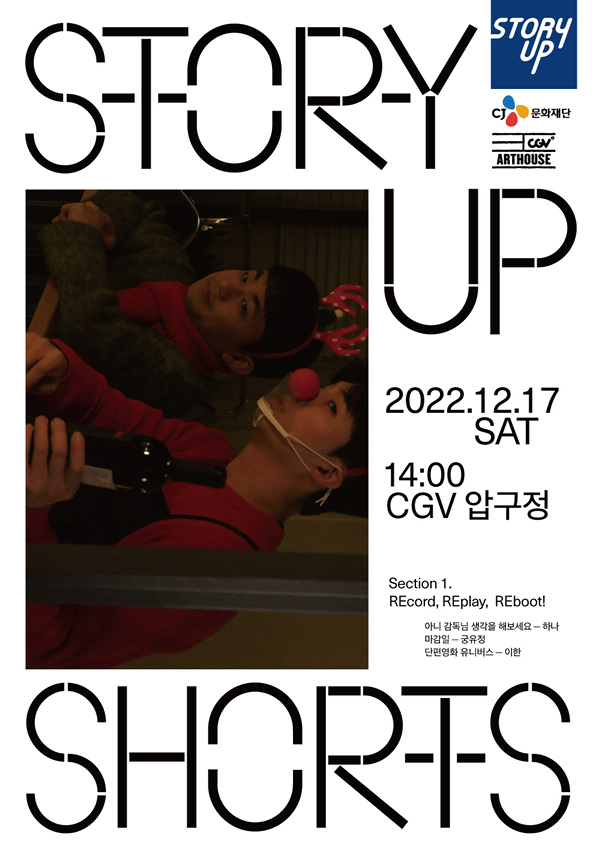 STORY
UP
SHORTS
STORY
UP
CJ 문화재단
CGV
ARTHOUSE
2022.12.17
SAT
14:00
CGV 압구정
Section 1.
REcord, REplay, REboot!
아니 감독님 생각을 해보세요 – 하나
마감일 – 궁유정
단편영화 유니버스 – 이한